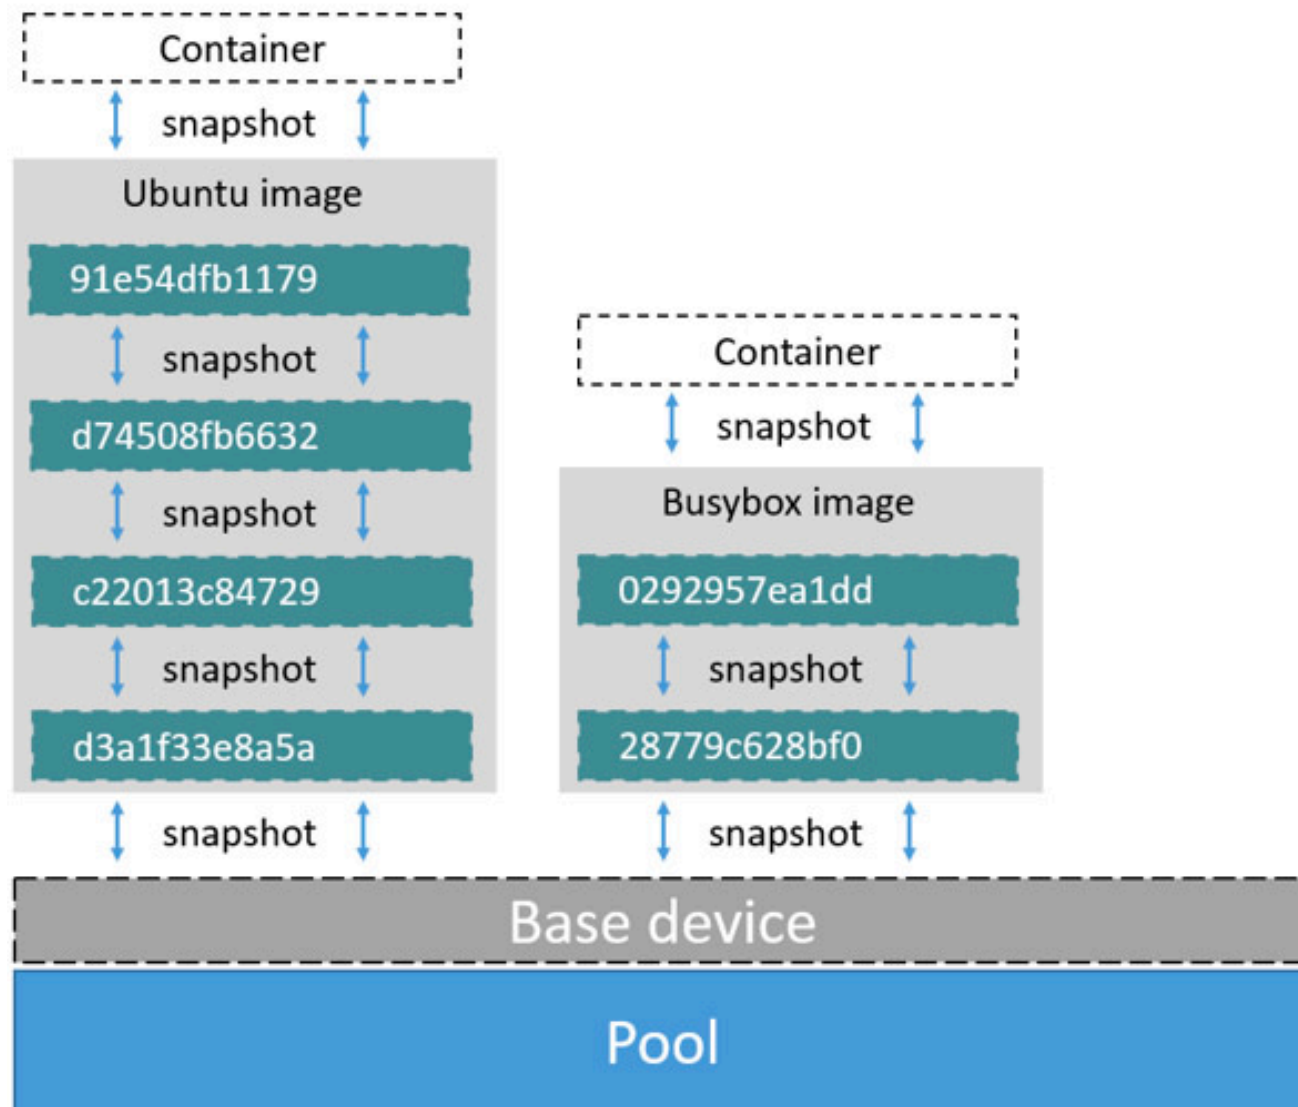 Container
snapshot
Ubuntu image
91e54dfb1179
snapshot
d74508fb6632
snapshot
c22013c84729
snapshot
d3a1f33e8a5a
snapshot
Container
snapshot
Busybox image
0292957ea1dd
snapshot
28779c628bf0
snapshot
Base device
Pool